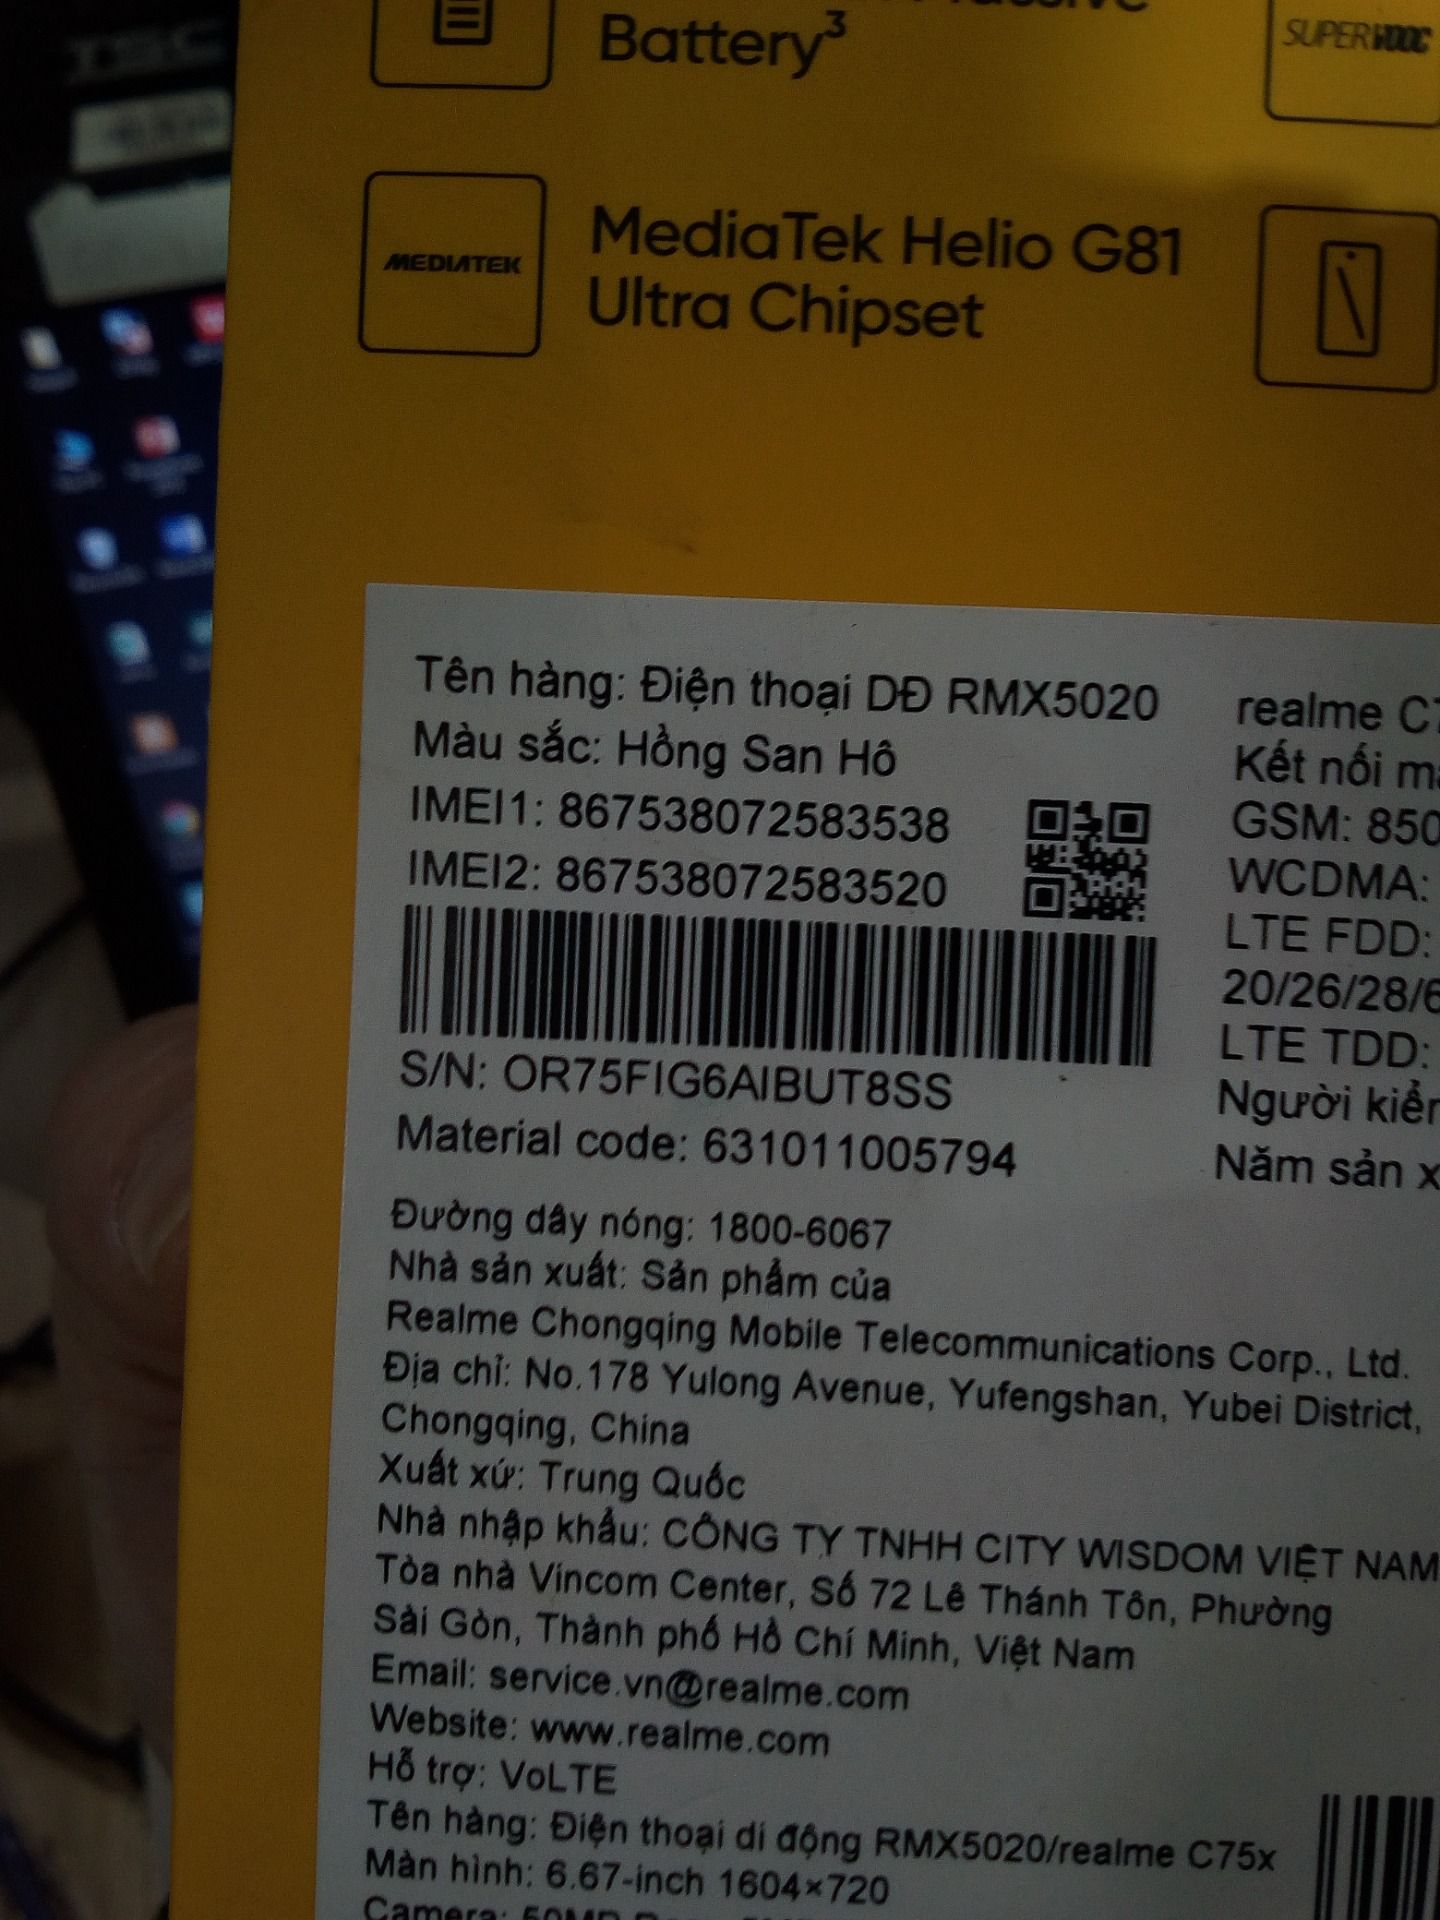 Battery³
SUPERVOOC
MEDIATEK
MediaTek Helio G81
Ultra Chipset
Tên hàng: Điện thoại DĐ RMX5020
Màu sắc: Hồng San Hô
IMEI1: 867538072583538
IMEI2: 867538072583520
S/N: OR75FIG6AIBUT8SS
Material code: 631011005794
realme
Kết nối
GSM: 850
WCDMA:
LTE FDD:
20/26/28/
LTE TDD:
Người
Năm sản
Đường dây nóng: 1800-6067
Nhà sản xuất: Sản phẩm của
Realme Chongqing Mobile Telecommunications Corp., Ltd.
Địa chỉ: No.178 Yulong Avenue, Yufengshan, Yubei District,
Chongqing, China
Xuất xứ: Trung Quốc
Nhà nhập khẩu: CÔNG TY TNHH CITY WISDOM VIỆT NAM
Tòa nhà Vincom Center, Số 72 Lê Thánh Tôn, Phường
Sài Gòn, Thành phố Hồ Chí Minh, Việt Nam
Email: service.vn@realme.com
Website: www.realme.com
Hỗ trợ: VoLTE
Tên hàng: Điện thoại di động RMX5020/realme C75x
Màn hình: 6.67-inch 1604×720
Camera: 50MP